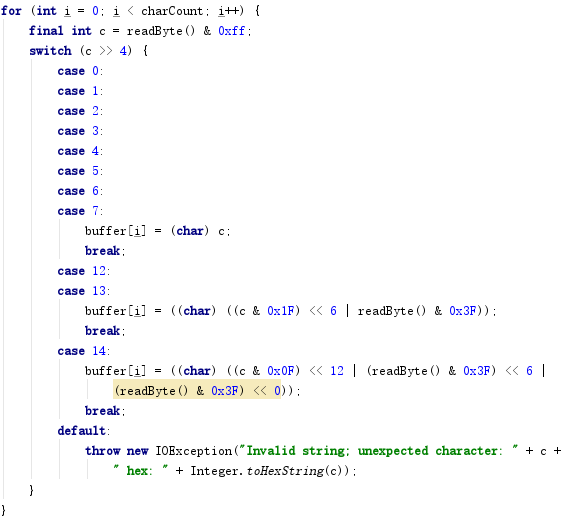 for (int i = 0; i < charCount; i++) {
    final int c = readByte() & 0xff;
    switch (c >> 4) {
        case 0:
        case 1:
        case 2:
        case 3:
        case 4:
        case 5:
        case 6:
        case 7:
            buffer[i] = (char) c;
            break;
        case 12:
        case 13:
            buffer[i] = ((char) ((c & 0x1F) << 6 | readByte() & 0x3F));
            break;
        case 14:
            buffer[i] = ((char) ((c & 0x0F) << 12 | (readByte() & 0x3F) << 6 |
                (readByte() & 0x3F) << 0));
            break;
        default:
            throw new IOException("Invalid string; unexpected character: " + c +
                " hex: " + Integer.toHexString(c));
    }
}